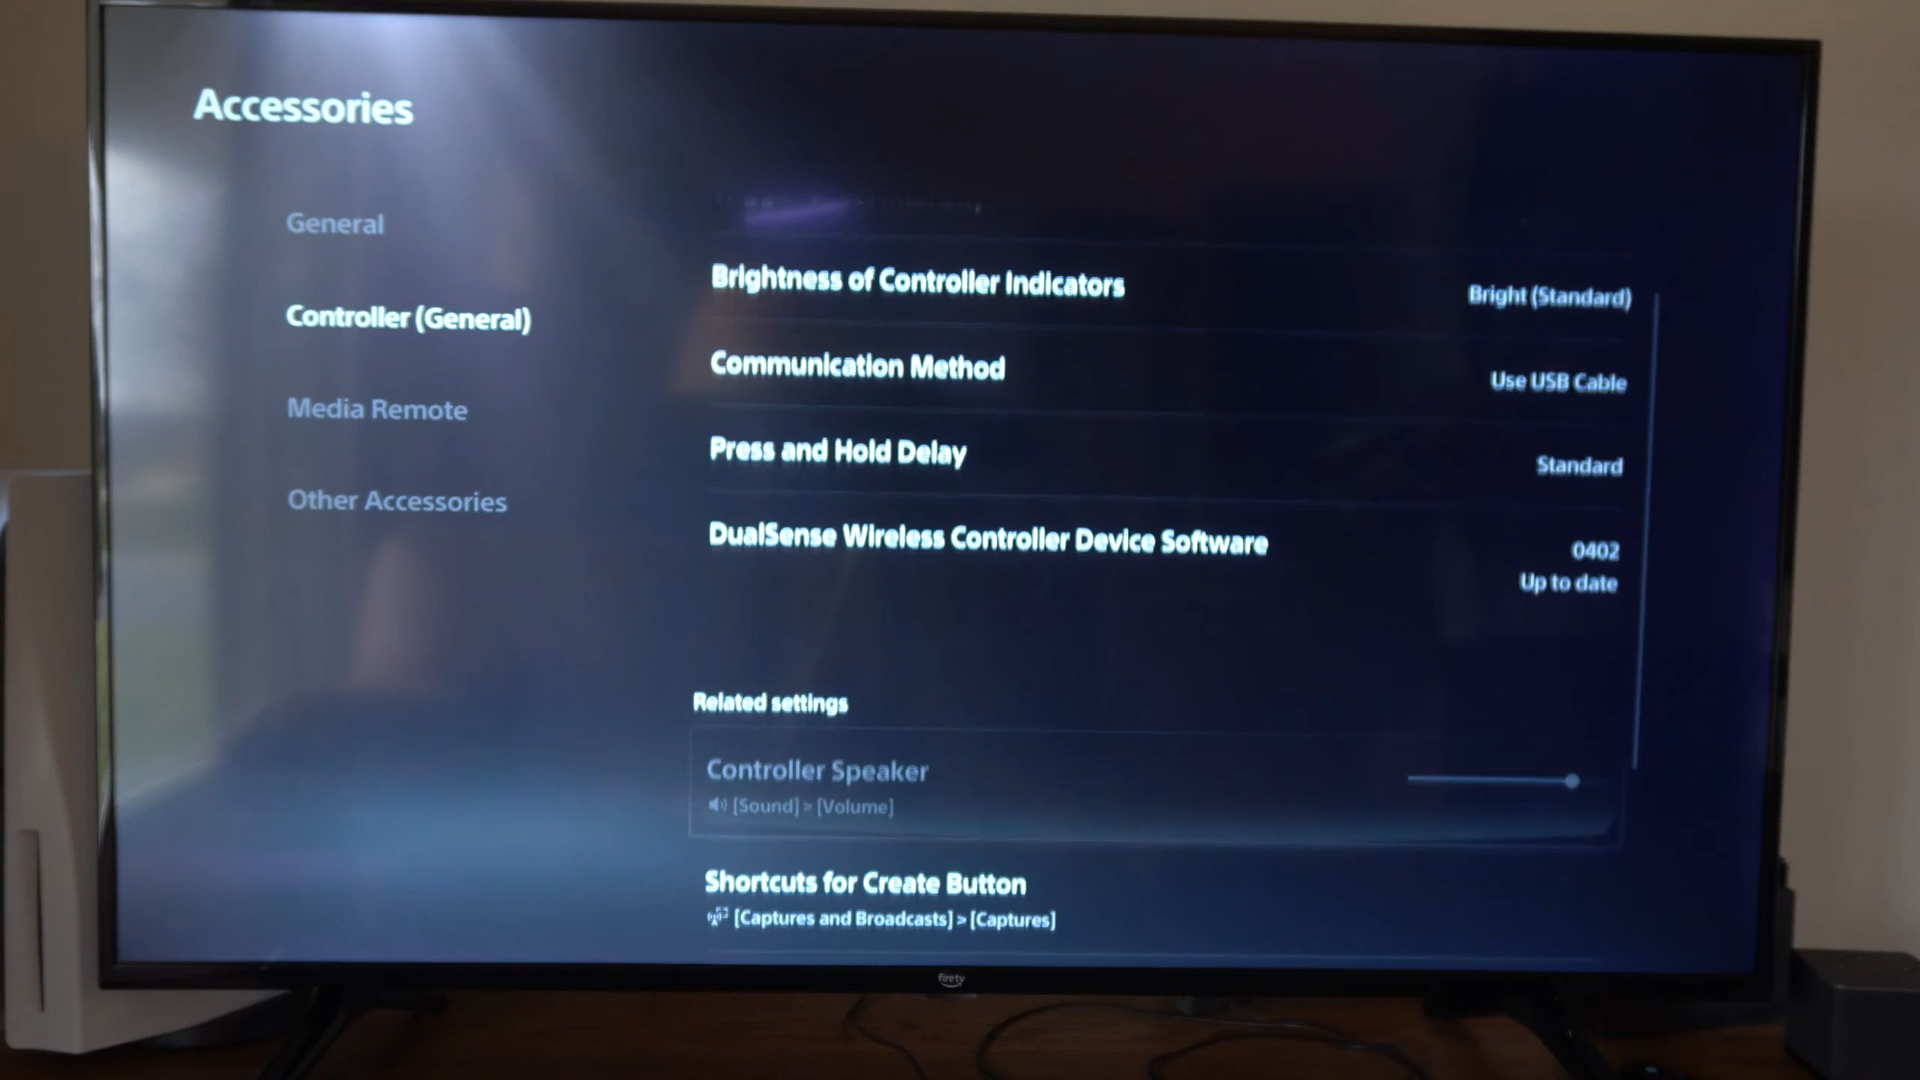 Accessories
General
Controller (General)
Media Remote
Other Accessories
Brightness of Controller Indicators
Bright (Standard)
Communication Method
Use USB Cable
Press and Hold Delay
Standard
DualSense Wireless Controller Device Software
0402
Up to date
Related settings
Controller Speaker
[Sound] > [Volume]
Shortcuts for Create Button
[Captures and Broadcasts] > [Captures]
firetv